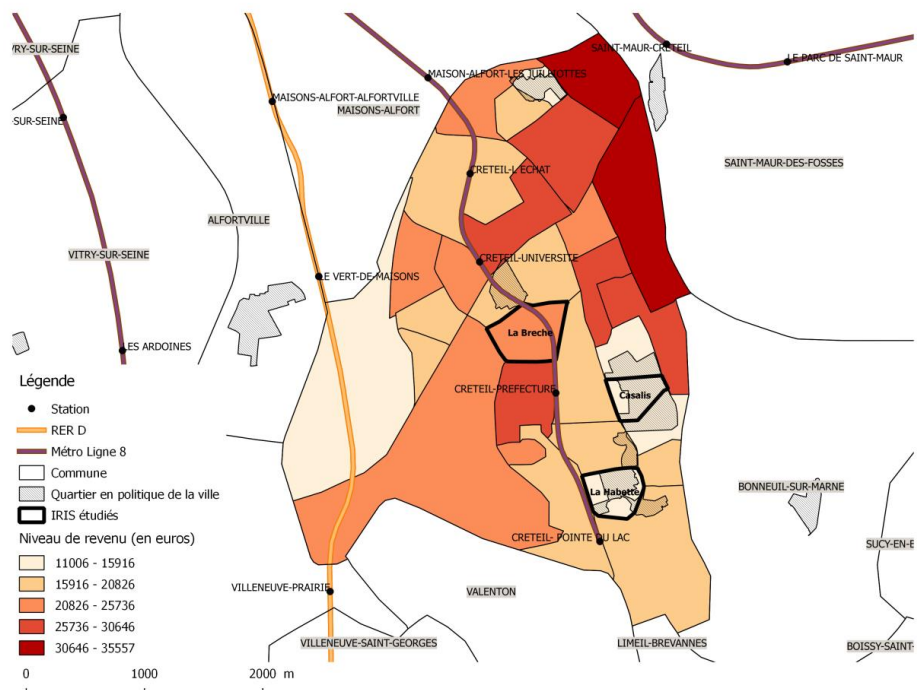 VRY-SUR-SEINE
SAINT-MAUR-CRETEIL
LE PARC DE SAINT-MAUR
MAISON-ALFORT-LES JUILLIOTTES
MAISONS-ALFORT-ALFORTVILLE
MAISONS-ALFORT
-SUR-SEINE
SAINT-MAUR-DES-FOSSES
CRETEIL-L'ECHAT
ALFORTVILLE
VITRY-SUR-SEINE
CRETEIL-UNIVERSITE
LE VERT-DE-MAISONS
La Breche
LES ARDOINES
CRETEIL-PREFECTURE
Casalis
La Habette
BONNEUIL-SUR-MARNE
CRETEIL- POINTE DU LAC
SUCY-EN-B
VILLENEUVE-PRAIRIE
VALENTON
VILLENEUVE-SAINT-GEORGES
LIMEIL-BREVANNES
BOISSY-SAINT-
Légende
Station
RER D
Métro Ligne 8
Commune
Quartier en politique de la ville
IRIS étudiés
Niveau de revenu (en euros)
11006 - 15916
15916 - 20826
20826 - 25736
25736 - 30646
30646 - 35557
0 1000 2000 m